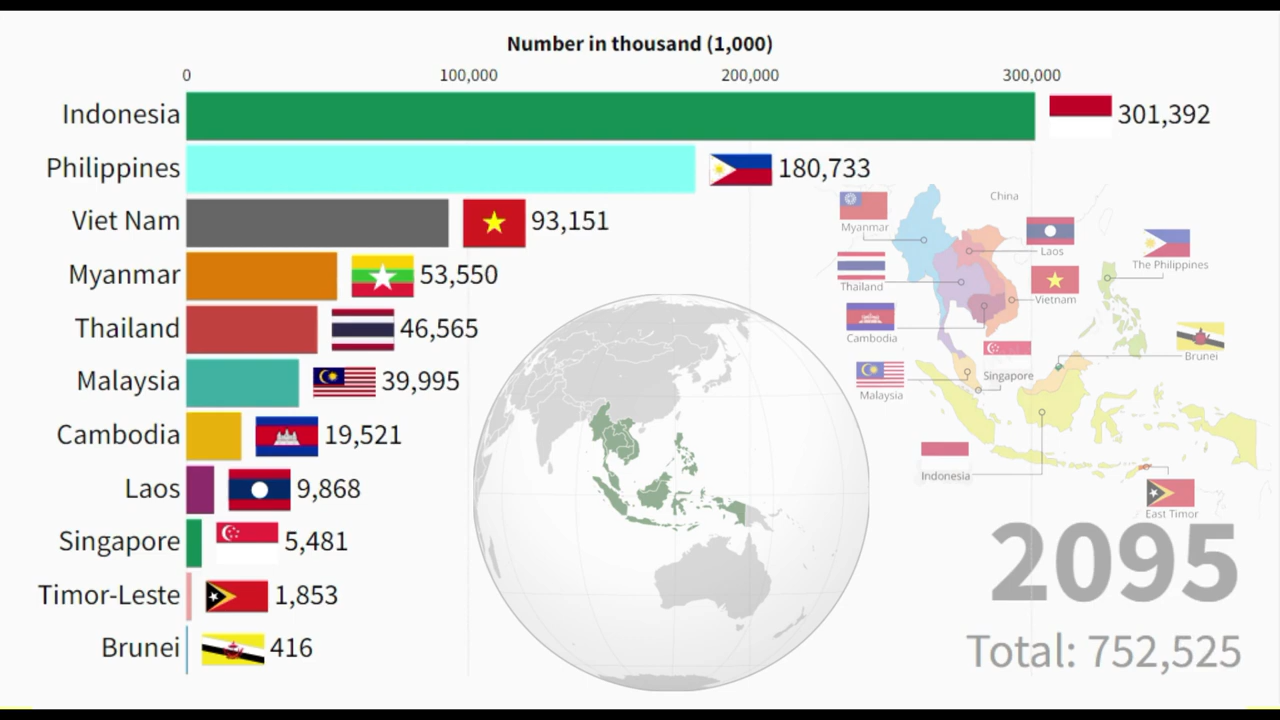 Number in thousand (1,000)
0 100,000 200,000 300,000
Indonesia 301,392
Philippines 180,733
Viet Nam 93,151
Myanmar 53,550
Thailand 46,565
Malaysia 39,995
Cambodia 19,521
Laos 9,868
Singapore 5,481
Timor-Leste 1,853
Brunei 416
China
Myanmar
Laos
The Philippines
Thailand
Vietnam
Cambodia
Brunei
Singapore
Malaysia
Indonesia
East Timor
2095
Total: 752,525